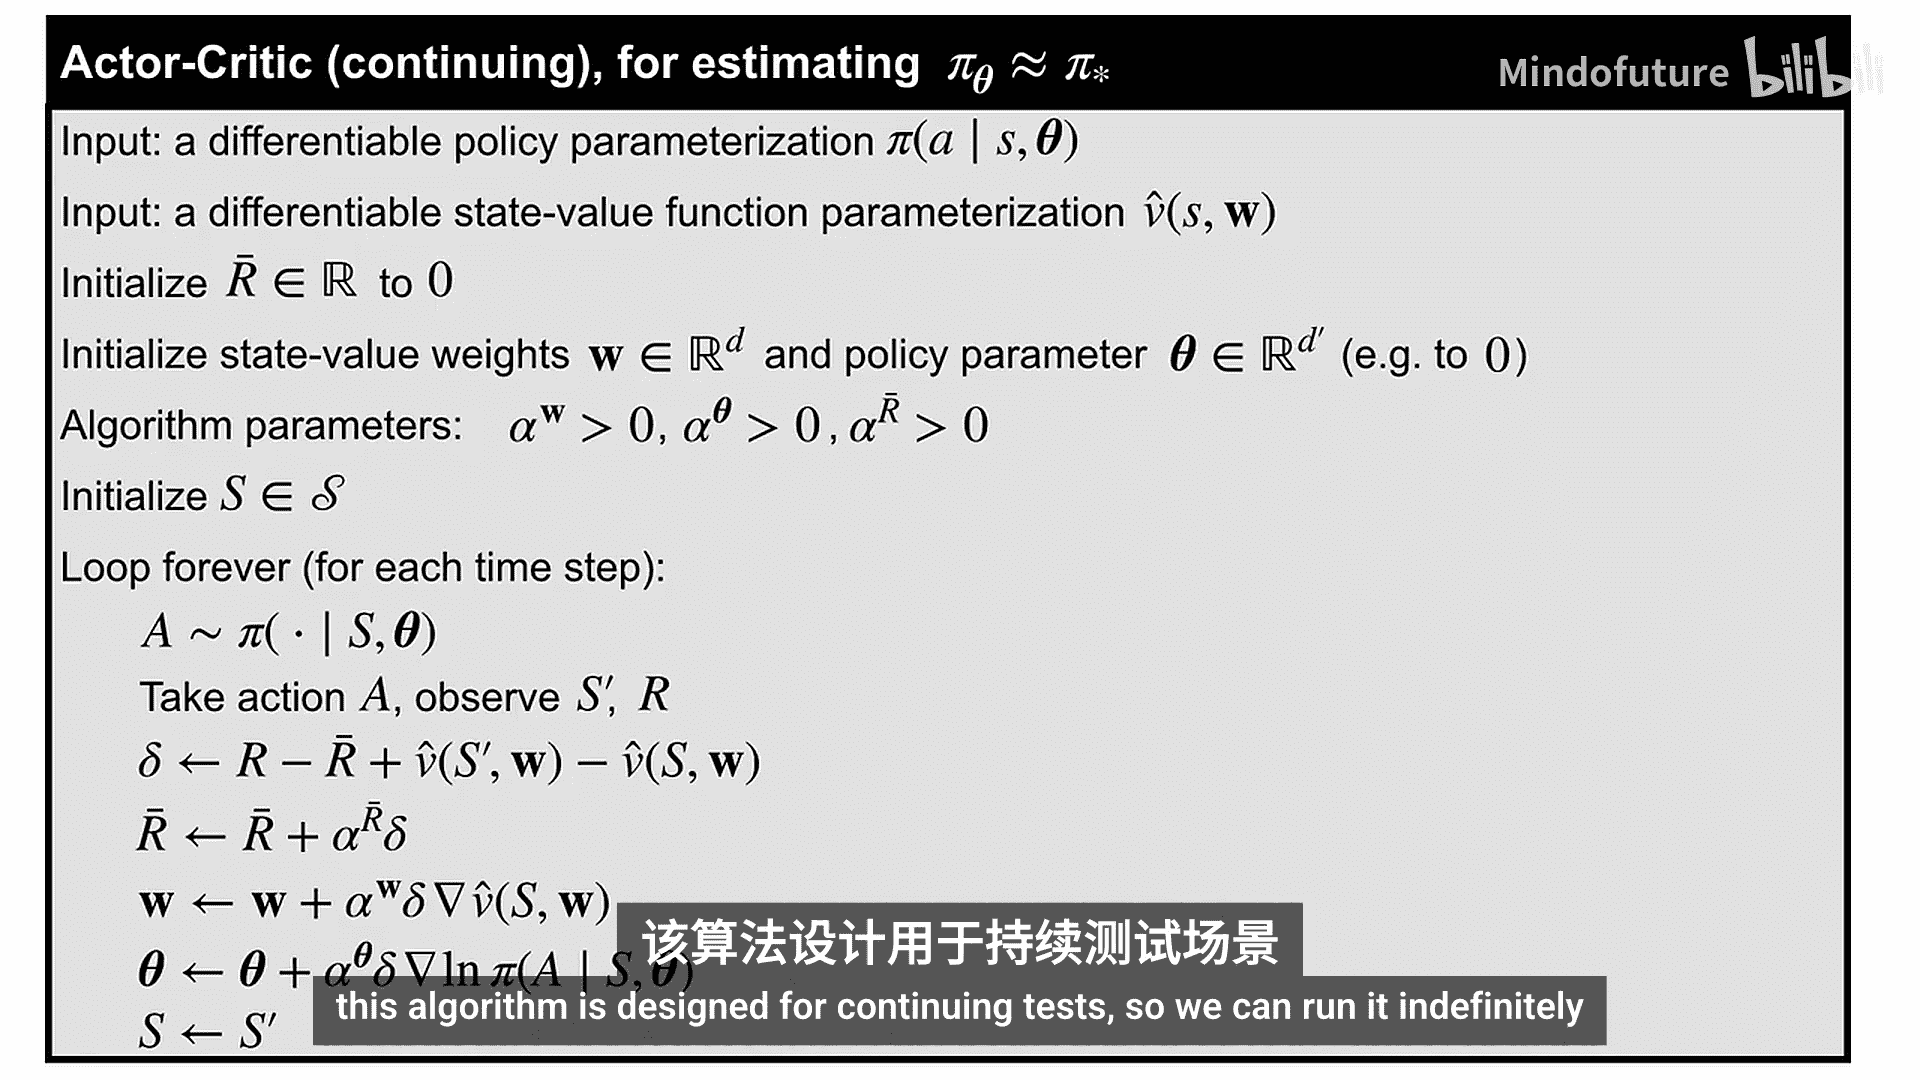 Actor-Critic (continuing), for estimating π_θ ≈ π_*
Mindofuture bilibili
Input: a differentiable policy parameterization π(a | s, θ)
Input: a differentiable state-value function parameterization v̂(s, w)
Initialize R̄ ∈ ℝ to 0
Initialize state-value weights w ∈ ℝ^d and policy parameter θ ∈ ℝ^d′ (e.g. to 0)
Algorithm parameters: α^w > 0, α^θ > 0, α^R̄ > 0
Initialize S ∈ 𝒮
Loop forever (for each time step):
A ∼ π( · | S, θ)
Take action A, observe S′, R
δ ← R − R̄ + v̂(S′, w) − v̂(S, w)
R̄ ← R̄ + α^R̄ δ
w ← w + α^w δ ∇ v̂(S, w)
θ ← θ + α^θ δ ∇ ln π(A | S, θ)
S ← S′
该算法设计用于持续测试场景
this algorithm is designed for continuing tests, so we can run it indefinitely